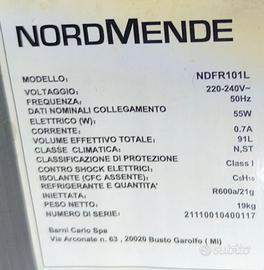 NORDMENDE
MODELLO: NDFR101L
VOLTAGGIO: 220-240V~
FREQUENZA: 50Hz
DATI NOMINALI COLLEGAMENTO
ELETTRICO (W): 55W
CORRENTE: 0.7A
VOLUME EFFETTIVO TOTALE: 91L
CLASSE CLIMATICA: N,ST
CLASSIFICAZIONE DI PROTEZIONE
CONTRO SHOCK ELETTRICI Class I
ISOLANTE (CFC ASSENTE): C₅H₁₀
REFRIGERANTE E QUANTITA'
INIETTATA: R600a/21g
PESO NETTO: 19kg
NUMERO DI SERIE: 21110010400117
Barni Carlo Spa
Via Arconate n. 63 , 20020 Busto Garolfo ( Mi)
subito